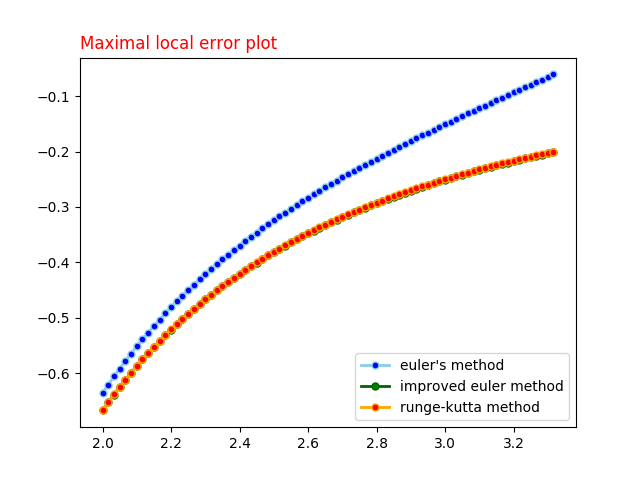 Maximal local error plot
−0.1
−0.2
−0.3
−0.4
−0.5
−0.6
2.0 2.2 2.4 2.6 2.8 3.0 3.2
euler's method
improved euler method
runge-kutta method